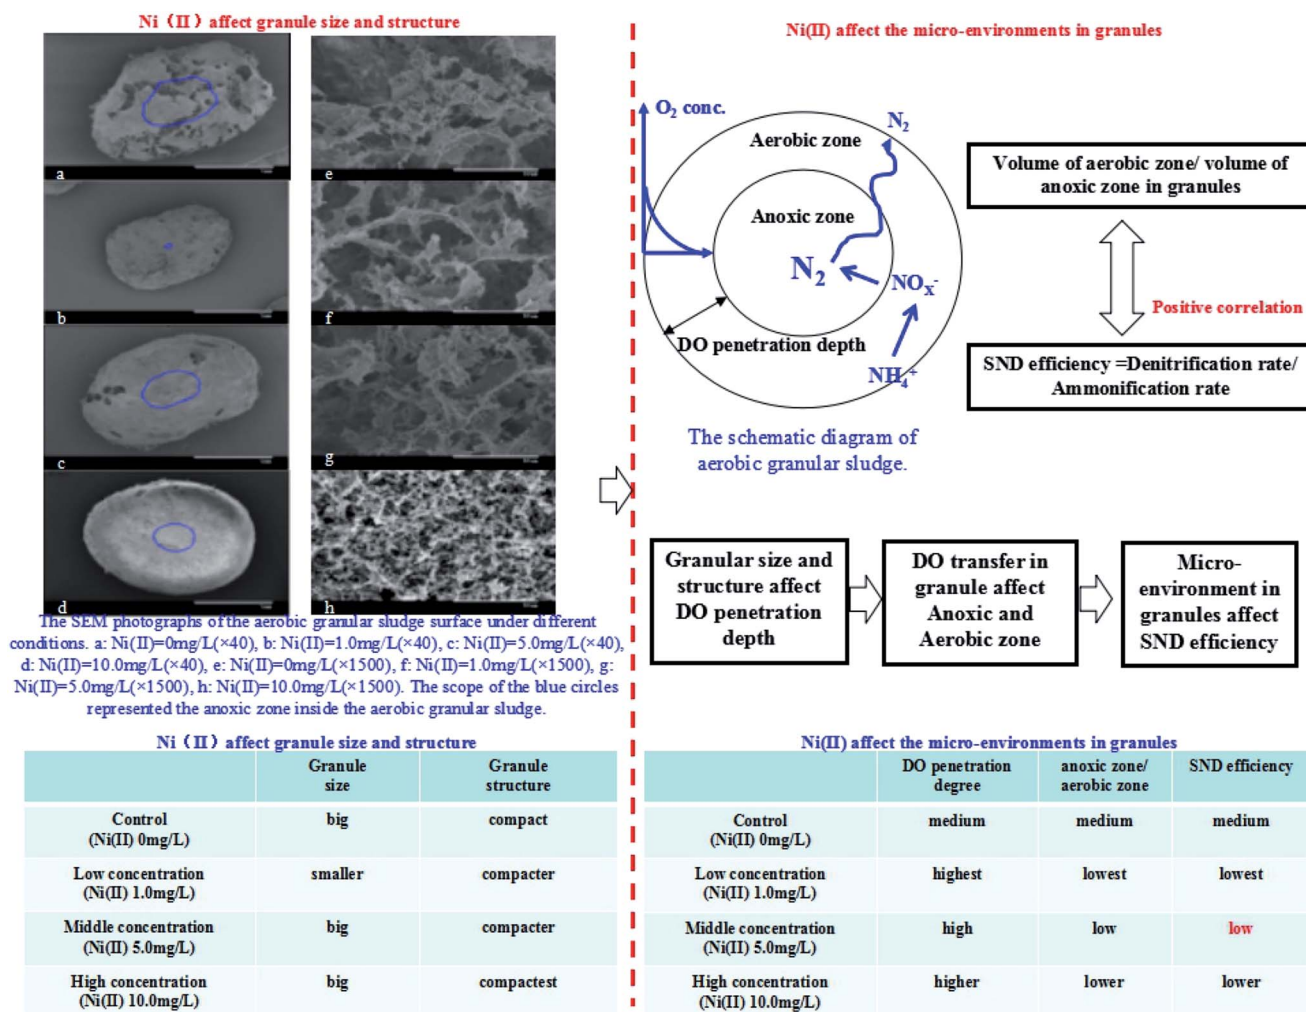 Ni（II）affect granule size and structure
a
e
b
f
c
g
d
h
The SEM photographs of the aerobic granular sludge surface under different
conditions. a: Ni(II)=0mg/L(×40), b: Ni(II)=1.0mg/L(×40), c: Ni(II)=5.0mg/L(×40),
d: Ni(II)=10.0mg/L(×40), e: Ni(II)=0mg/L(×1500), f: Ni(II)=1.0mg/L(×1500), g:
Ni(II)=5.0mg/L(×1500), h: Ni(II)=10.0mg/L(×1500). The scope of the blue circles
represented the anoxic zone inside the aerobic granular sludge.
Ni（II）affect granule size and structure
Granule size
Granule structure
Control (Ni(II) 0mg/L)
big
compact
Low concentration (Ni(II) 1.0mg/L)
smaller
compacter
Middle concentration (Ni(II) 5.0mg/L)
big
compacter
High concentration (Ni(II) 10.0mg/L)
big
compactest
Ni(II) affect the micro-environments in granules
O₂ conc.
N₂
Aerobic zone
Anoxic zone
N₂
NOₓ⁻
DO penetration depth
NH₄⁺
The schematic diagram of
aerobic granular sludge.
Volume of aerobic zone/ volume of
anoxic zone in granules
Positive correlation
SND efficiency =Denitrification rate/
Ammonification rate
Granular size and
structure affect
DO penetration
depth
DO transfer in
granule affect
Anoxic and
Aerobic zone
Micro-
environment in
granules affect
SND efficiency
Ni(II) affect the micro-environments in granules
DO penetration degree
anoxic zone/ aerobic zone
SND efficiency
Control (Ni(II) 0mg/L)
medium
medium
medium
Low concentration (Ni(II) 1.0mg/L)
highest
lowest
lowest
Middle concentration (Ni(II) 5.0mg/L)
high
low
low
High concentration (Ni(II) 10.0mg/L)
higher
lower
lower